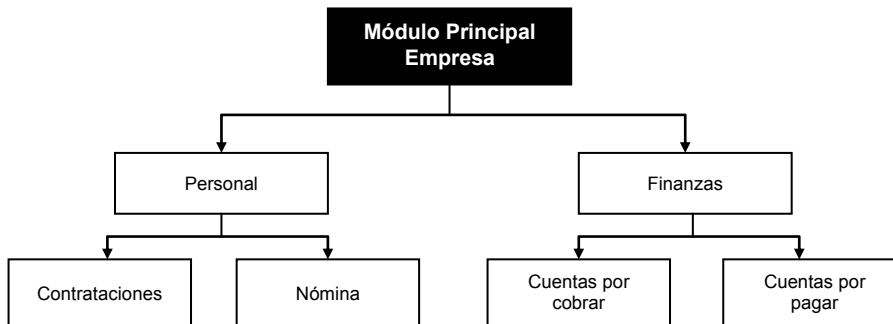 Módulo Principal
Empresa
Personal
Finanzas
Contrataciones
Nómina
Cuentas por
cobrar
Cuentas por
pagar